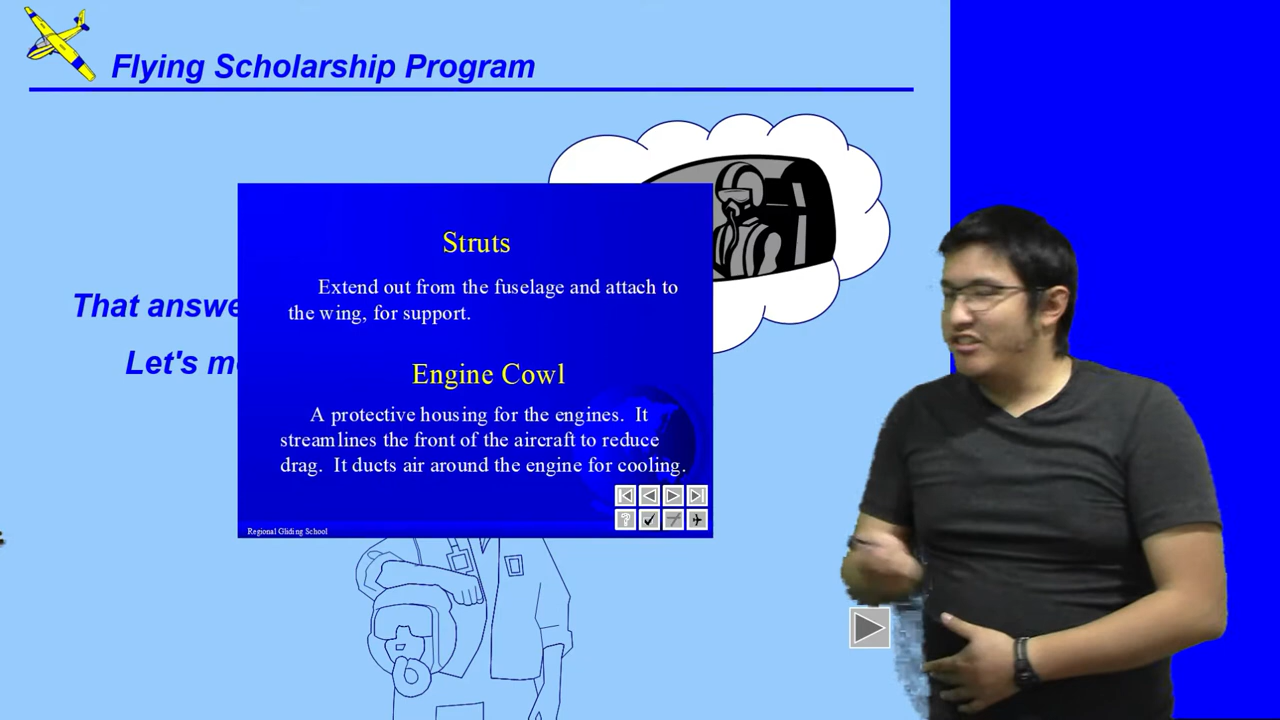 Flying Scholarship Program
That answe
Let's m
Struts
Extend out from the fuselage and attach to
the wing, for support.
Engine Cowl
A protective housing for the engines. It
streamlines the front of the aircraft to reduce
drag. It ducts air around the engine for cooling.
?
Regional Gliding School